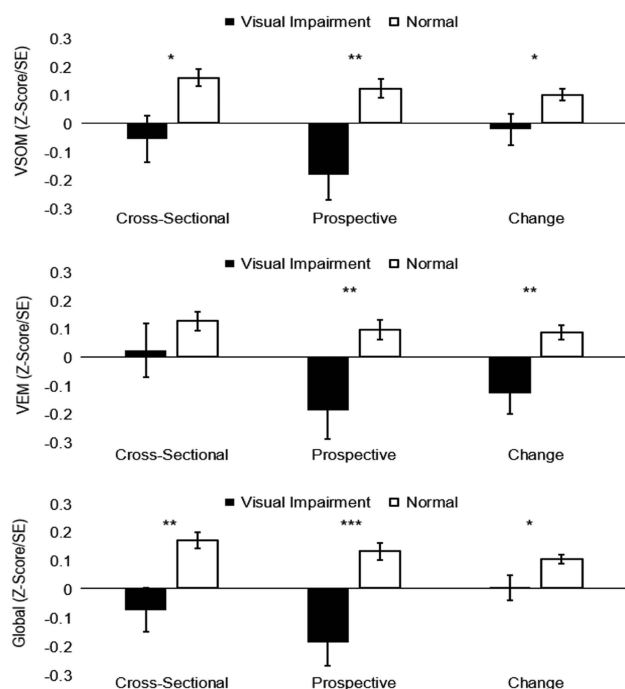 ■ Visual Impairment □ Normal
0.3
0.2
0.1
0
-0.1
-0.2
-0.3
VSOM (Z-Score/SE)
* ** *
Cross-Sectional Prospective Change
■ Visual Impairment □ Normal
0.3
0.2
0.1
0
-0.1
-0.2
-0.3
VEM (Z-Score/SE)
** **
Cross-Sectional Prospective Change
■ Visual Impairment □ Normal
0.3
0.2
0.1
0
-0.1
-0.2
-0.3
Global (Z-Score/SE)
** *** *
Cross-Sectional Prospective Change